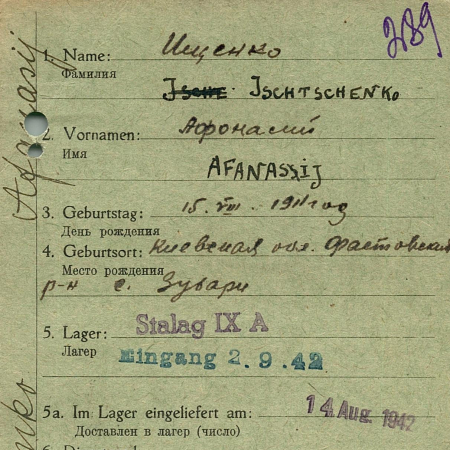 289
1. Name: Ищенко
Фамилия
JSCHTSCHENKO
2. Vornamen: Афонасий
Имя
AFANASSIJ
3. Geburtstag: 15. VIII. 1911 год
День рождения
4. Geburtsort: Киевская обл. Фастовский
Место рождения
р-н с. Зубари
5. Lager: Stalag IX A
Лагер
Eingang 2.9.42
5a. Im Lager eingeliefert am: 14 Aug. 1942
Доставлен в лагер (число)
Afanasij